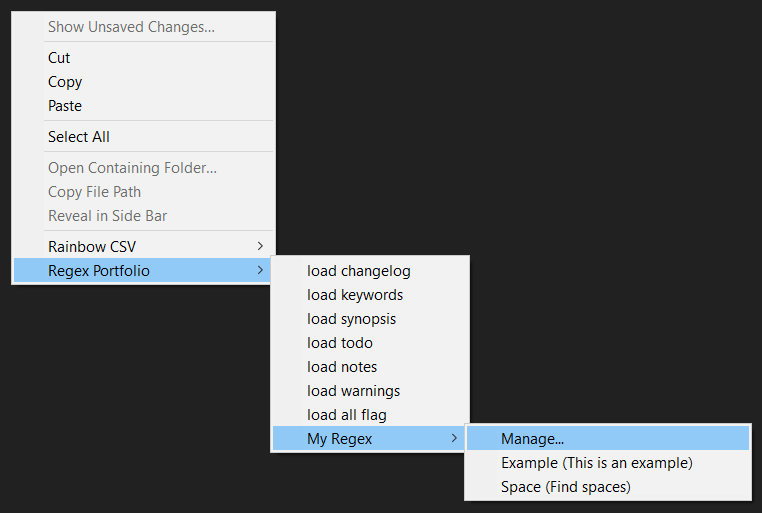 Show Unsaved Changes...
Cut
Copy
Paste
Select All
Open Containing Folder...
Copy File Path
Reveal in Side Bar
Rainbow CSV
Regex Portfolio
load changelog
load keywords
load synopsis
load todo
load notes
load warnings
load all flag
My Regex
Manage...
Example (This is an example)
Space (Find spaces)